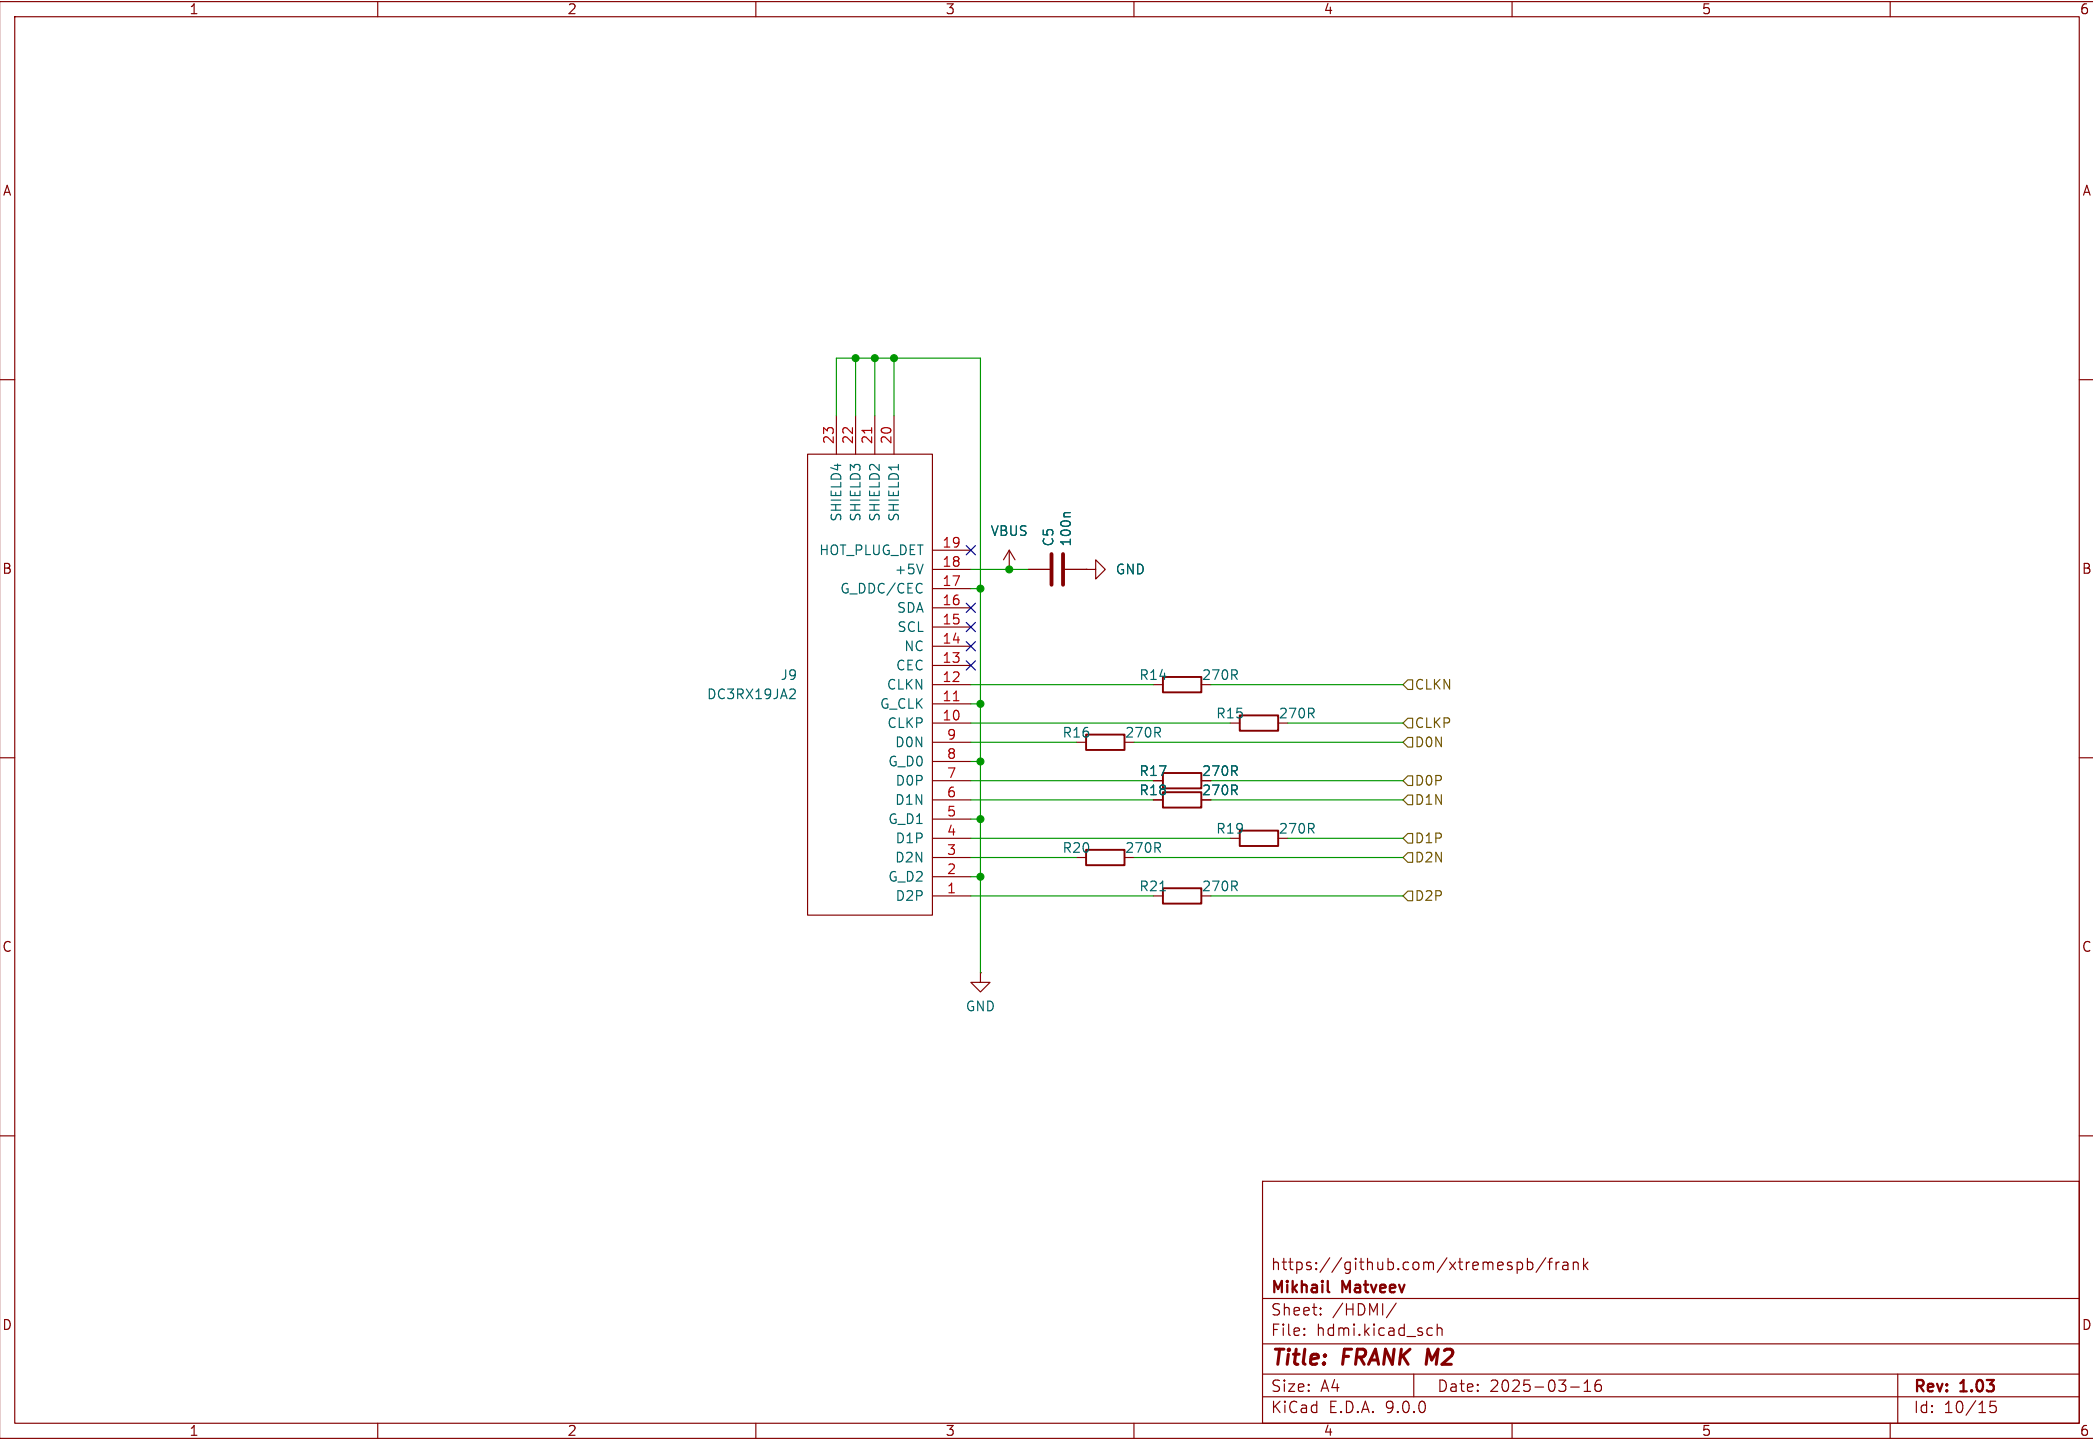 1 2 3 4 5 6
A A
B B
C C
D D
23 22 21 20
SHIELD4 SHIELD3 SHIELD2 SHIELD1
VBUS C5 100n
HOT_PLUG_DET 19
+5V 18 GND
G_DDC/CEC 17
SDA 16
SCL 15
NC 14
CEC 13
J9
DC3RX19JA2
CLKN 12 R14 270R CLKN
G_CLK 11
CLKP 10 R15 270R CLKP
D0N 9 R16 270R D0N
G_D0 8
D0P 7 R17 270R D0P
D1N 6 R18 270R D1N
G_D1 5
D1P 4 R19 270R D1P
D2N 3 R20 270R D2N
G_D2 2
D2P 1 R21 270R D2P
GND
https://github.com/xtremespb/frank
Mikhail Matveev
Sheet: /HDMI/
File: hdmi.kicad_sch
Title: FRANK M2
Size: A4 Date: 2025-03-16 Rev: 1.03
KiCad E.D.A. 9.0.0 Id: 10/15
1 2 3 4 5 6